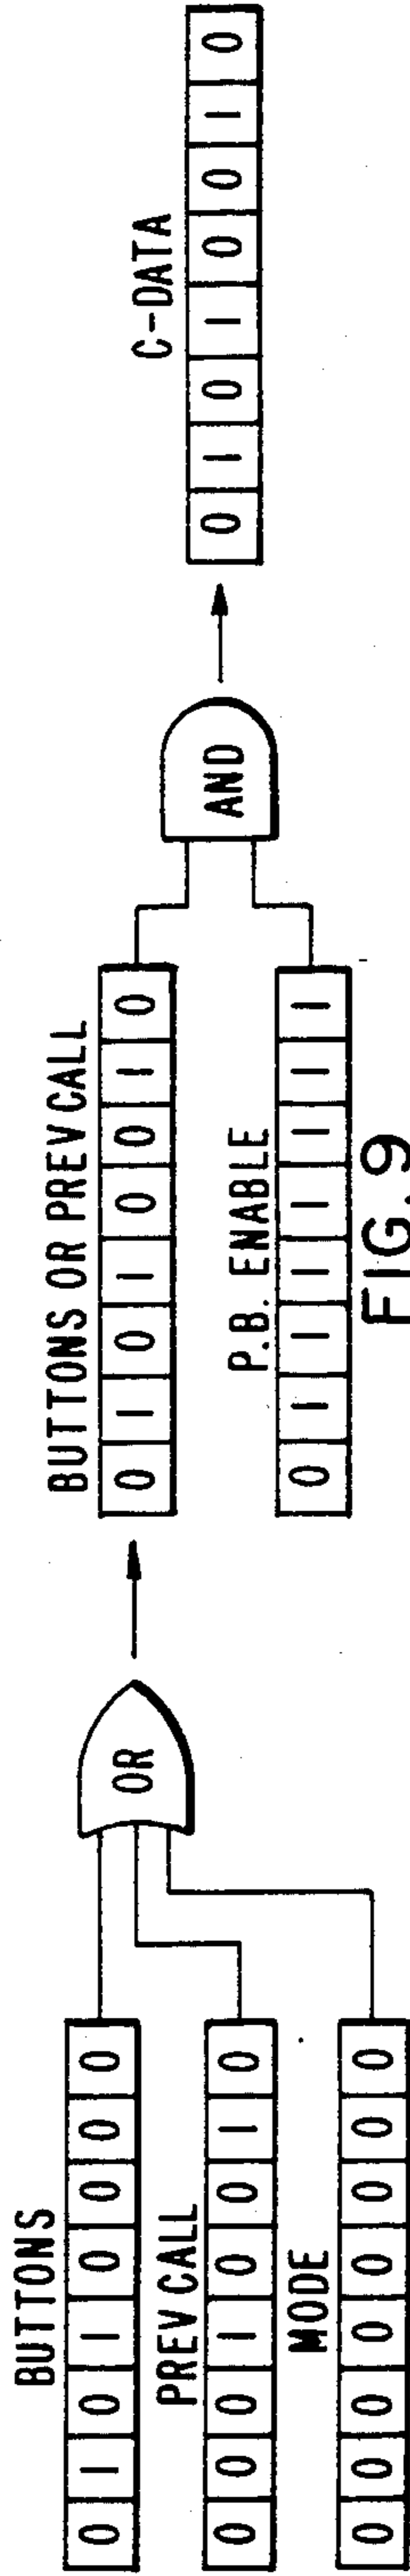 BUTTONS
0 1 0 1 0 0 0 0
PREV CALL
0 0 0 1 0 0 1 0
MODE
0 0 0 0 0 0 0 0
OR
BUTTONS OR PREV CALL
0 1 0 1 0 0 1 0
P.B. ENABLE
0 1 1 1 1 1 1 1
AND
C-DATA
0 1 0 1 0 0 1 0
FIG. 9